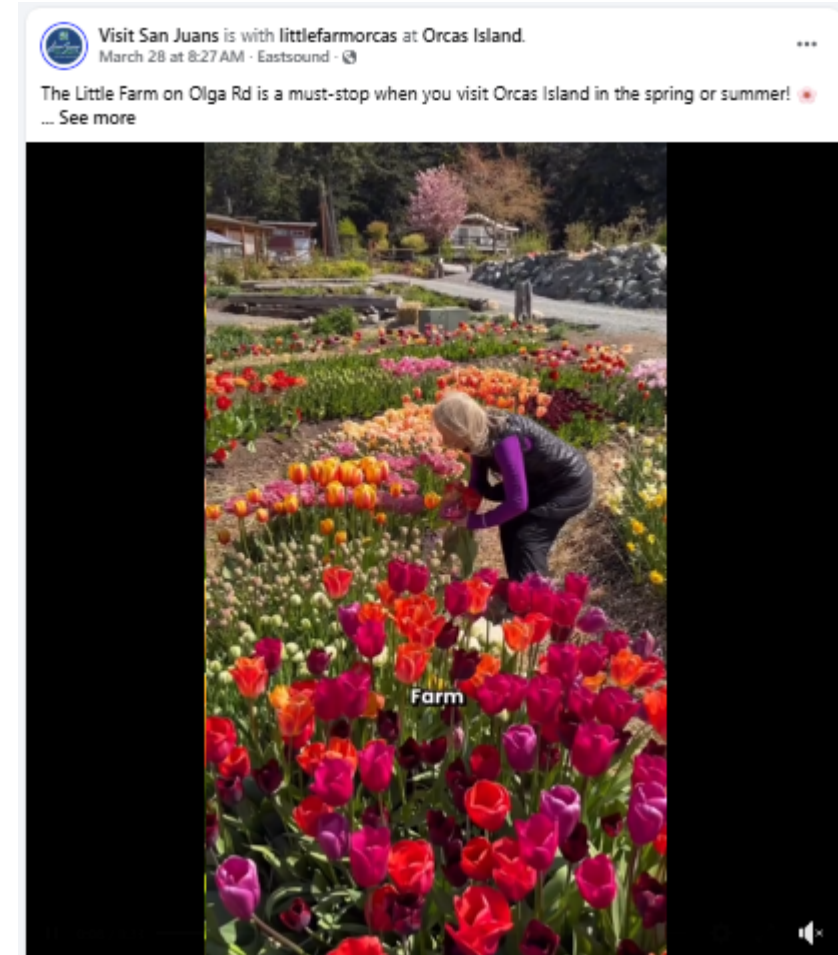 Visit San Juans is with littlefarmorcas at Orcas Island.
March 28 at 8:27 AM · Eastsound ·
The Little Farm on Olga Rd is a must-stop when you visit Orcas Island in the spring or summer! 🌸
... See more
Farm